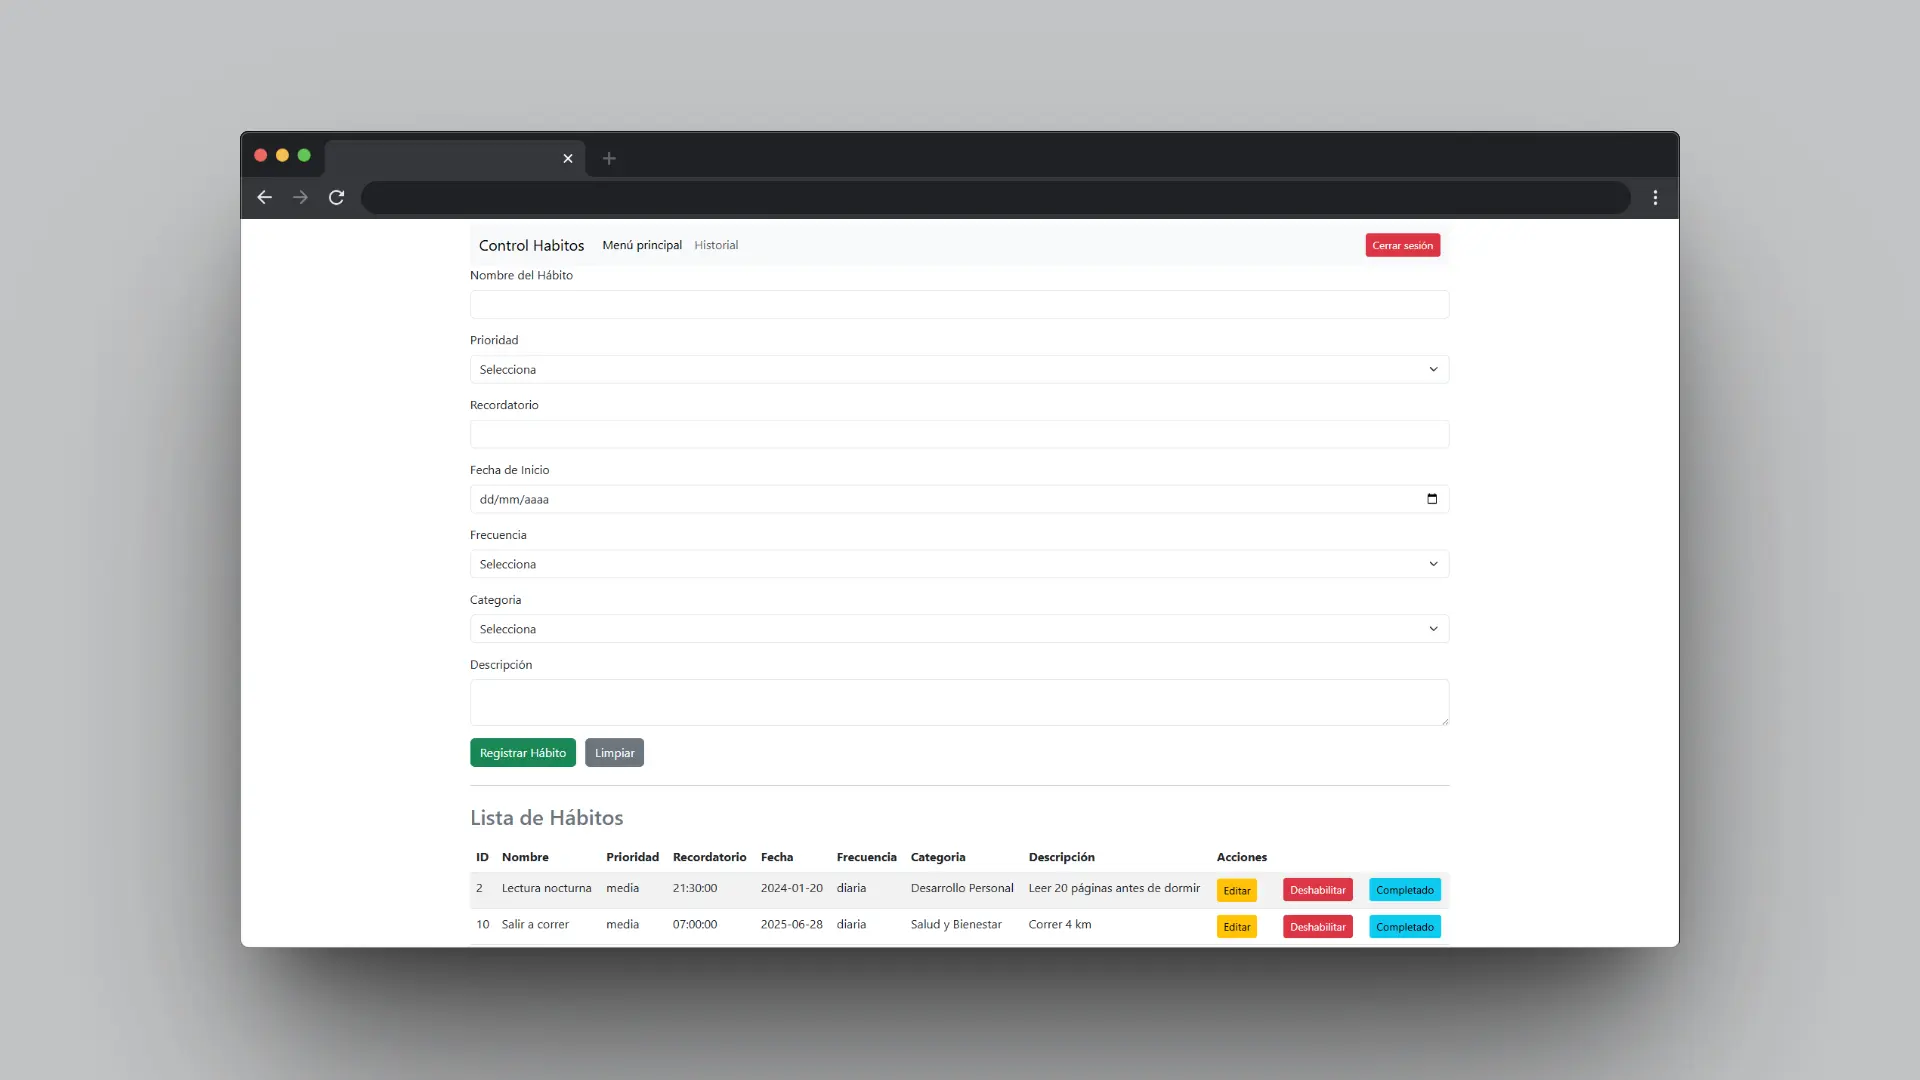 Control Habitos Menú principal Historial Cerrar sesión
Nombre del Hábito
Prioridad
Selecciona
Recordatorio
Fecha de Inicio
dd/mm/aaaa
Frecuencia
Selecciona
Categoria
Selecciona
Descripción
Registrar Hábito Limpiar
Lista de Hábitos
ID Nombre Prioridad Recordatorio Fecha Frecuencia Categoria Descripción Acciones
2 Lectura nocturna media 21:30:00 2024-01-20 diaria Desarrollo Personal Leer 20 páginas antes de dormir Editar Deshabilitar Completado
10 Salir a correr media 07:00:00 2025-06-28 diaria Salud y Bienestar Correr 4 km Editar Deshabilitar Completado